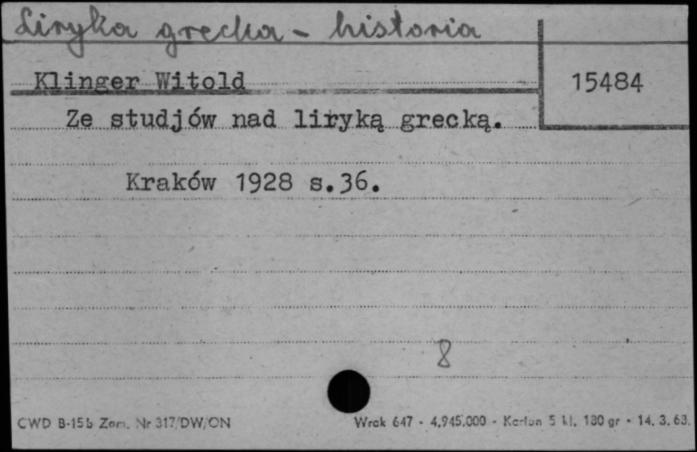 Liryka grecka - historia
Klinger Witold
15484
Ze studjów nad liryką grecką.
Kraków 1928 s.36.
8
CWD B-15b Zam. Nr 317/DW/ON
Wrck 647 - 4.945.000 - Karton 5 kl. 180 gr - 14.3.63.